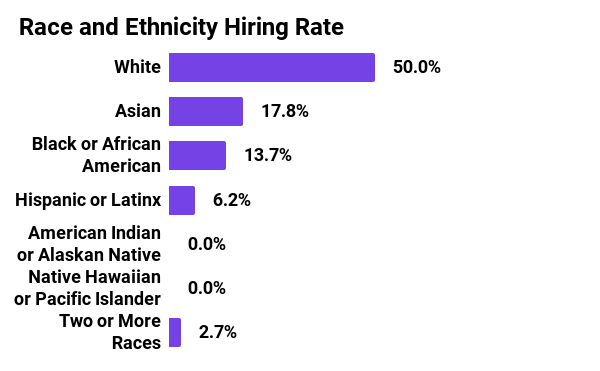 Race and Ethnicity Hiring Rate
White 50.0%
Asian 17.8%
Black or African
American 13.7%
Hispanic or Latinx 6.2%
American Indian
or Alaskan Native 0.0%
Native Hawaiian
or Pacific Islander 0.0%
Two or More
Races 2.7%